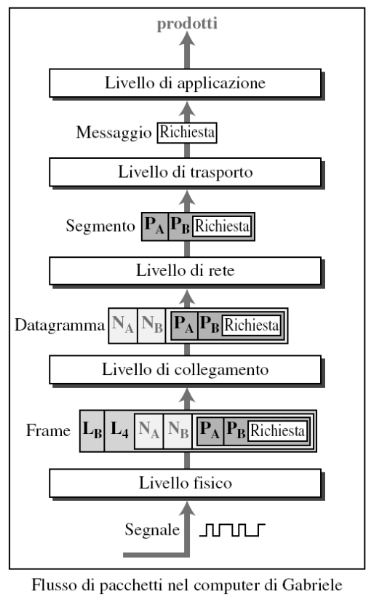 prodotti
Livello di applicazione
Messaggio Richiesta
Livello di trasporto
Segmento P_A P_B Richiesta
Livello di rete
Datagramma N_A N_B P_A P_B Richiesta
Livello di collegamento
Frame L_B L_4 N_A N_B P_A P_B Richiesta
Livello fisico
Segnale
Flusso di pacchetti nel computer di Gabriele